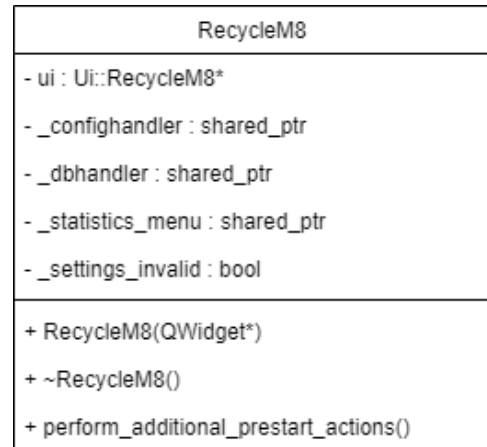 RecycleM8
- ui : Ui::RecycleM8*
- _confighandler : shared_ptr
- _dbhandler : shared_ptr
- _statistics_menu : shared_ptr
- _settings_invalid : bool
+ RecycleM8(QWidget*)
+ ~RecycleM8()
+ perform_additional_prestart_actions()